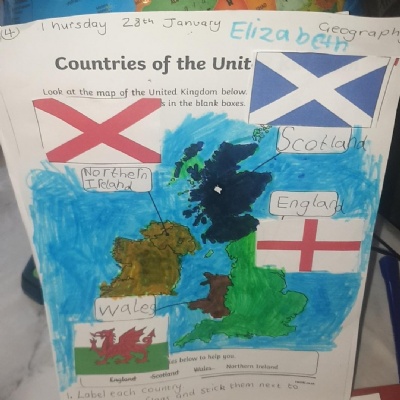 (4) Thursday 28th January Elizabeth Geography
Countries of the Unit
Look at the map of the United Kingdom below.
s in the blank boxes.
Scotland
Northern
Ireland
England
Wales
below to help you.
England Scotland Wales Northern Ireland
1. Label each country
and stick them next to